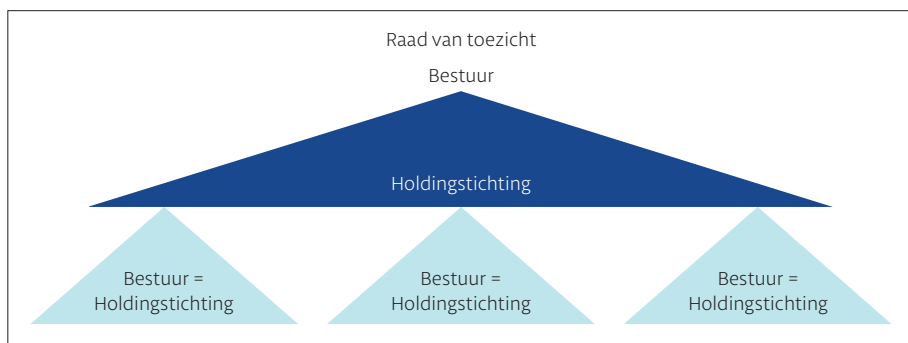 Raad van toezicht
Bestuur
Holdingstichting
Bestuur =
Holdingstichting
Bestuur =
Holdingstichting
Bestuur =
Holdingstichting